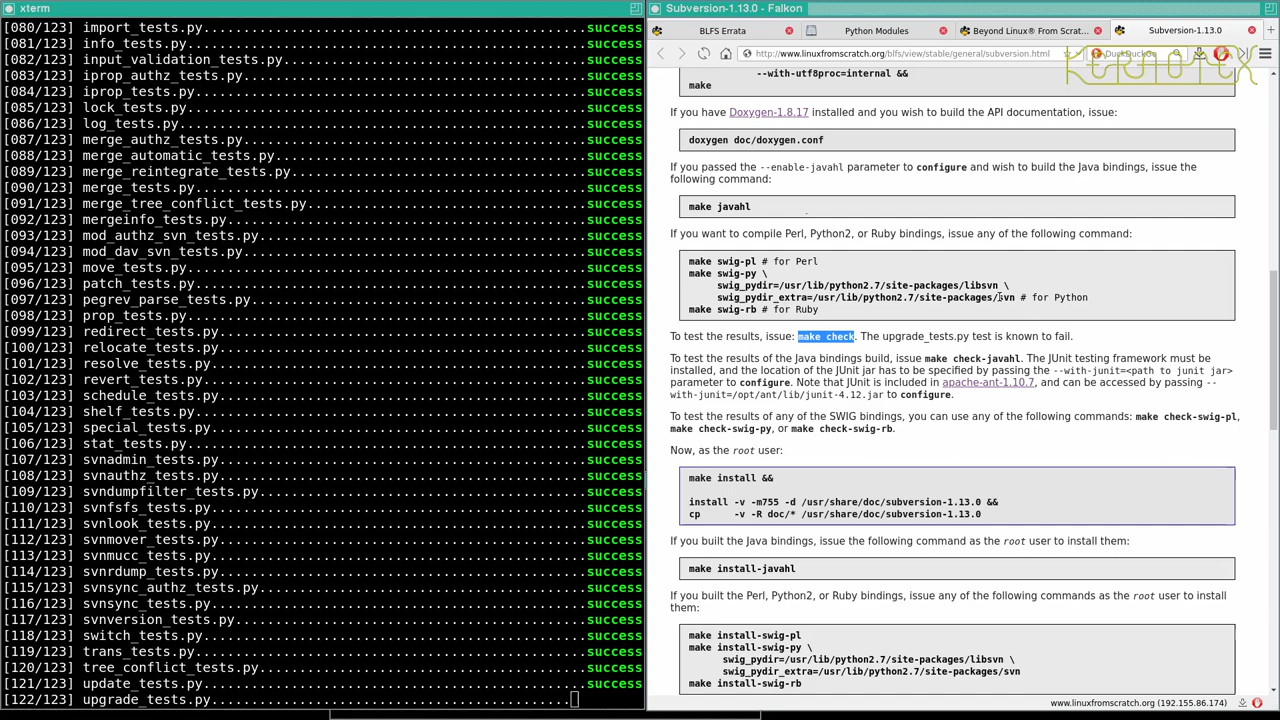 xterm
[080/123] import_tests.py..................................................success
[081/123] info_tests.py....................................................success
[082/123] input_validation_tests.py........................................success
[083/123] iprop_authz_tests.py.............................................success
[084/123] iprop_tests.py...................................................success
[085/123] lock_tests.py....................................................success
[086/123] log_tests.py.....................................................success
[087/123] merge_authz_tests.py.............................................success
[088/123] merge_automatic_tests.py.........................................success
[089/123] merge_reintegrate_tests.py.......................................success
[090/123] merge_tests.py...................................................success
[091/123] merge_tree_conflict_tests.py.....................................success
[092/123] mergeinfo_tests.py...............................................success
[093/123] mod_authz_svn_tests.py...........................................success
[094/123] mod_dav_svn_tests.py.............................................success
[095/123] move_tests.py....................................................success
[096/123] patch_tests.py...................................................success
[097/123] pegrev_parse_tests.py............................................success
[098/123] prop_tests.py....................................................success
[099/123] redirect_tests.py................................................success
[100/123] relocate_tests.py................................................success
[101/123] resolve_tests.py.................................................success
[102/123] revert_tests.py..................................................success
[103/123] schedule_tests.py................................................success
[104/123] shelf_tests.py...................................................success
[105/123] special_tests.py.................................................success
[106/123] stat_tests.py....................................................success
[107/123] svnadmin_tests.py................................................success
[108/123] svnauthz_tests.py................................................success
[109/123] svndumpfilter_tests.py...........................................success
[110/123] svnfsfs_tests.py.................................................success
[111/123] svnlook_tests.py.................................................success
[112/123] svnmover_tests.py................................................success
[113/123] svnmucc_tests.py.................................................success
[114/123] svnrdump_tests.py................................................success
[115/123] svnsync_authz_tests.py...........................................success
[116/123] svnsync_tests.py.................................................success
[117/123] svnversion_tests.py..............................................success
[118/123] switch_tests.py..................................................success
[119/123] trans_tests.py...................................................success
[120/123] tree_conflict_tests.py...........................................success
[121/123] update_tests.py..................................................success
[122/123] upgrade_tests.py.............................................
Subversion-1.13.0 - Falkon
BLFS Errata
Python Modules
Beyond Linux® From Scrat...
Subversion-1.13.0
http://www.linuxfromscratch.org/blfs/view/stable/general/subversion.html
DuckDuckGo
KERNOTEX
--with-utf8proc=internal &&
make
If you have Doxygen-1.8.17 installed and you wish to build the API documentation, issue:
doxygen doc/doxygen.conf
If you passed the --enable-javahl parameter to configure and wish to build the Java bindings, issue the
following command:
make javahl
If you want to compile Perl, Python2, or Ruby bindings, issue any of the following command:
make swig-pl # for Perl
make swig-py \
swig_pydir=/usr/lib/python2.7/site-packages/libsvn \
swig_pydir_extra=/usr/lib/python2.7/site-packages/svn # for Python
make swig-rb # for Ruby
To test the results, issue: make check. The upgrade_tests.py test is known to fail.
To test the results of the Java bindings build, issue make check-javahl. The JUnit testing framework must be
installed, and the location of the JUnit jar has to be specified by passing the --with-junit=<path to junit jar>
parameter to configure. Note that JUnit is included in apache-ant-1.10.7, and can be accessed by passing --
with-junit=/opt/ant/lib/junit-4.12.jar to configure.
To test the results of any of the SWIG bindings, you can use any of the following commands: make check-swig-pl,
make check-swig-py, or make check-swig-rb.
Now, as the root user:
make install &&
install -v -m755 -d /usr/share/doc/subversion-1.13.0 &&
cp -v -R doc/* /usr/share/doc/subversion-1.13.0
If you built the Java bindings, issue the following command as the root user to install them:
make install-javahl
If you built the Perl, Python2, or Ruby bindings, issue any of the following commands as the root user to install
them:
make install-swig-pl
make install-swig-py \
swig_pydir=/usr/lib/python2.7/site-packages/libsvn \
swig_pydir_extra=/usr/lib/python2.7/site-packages/svn
make install-swig-rb
www.linuxfromscratch.org (192.155.86.174)